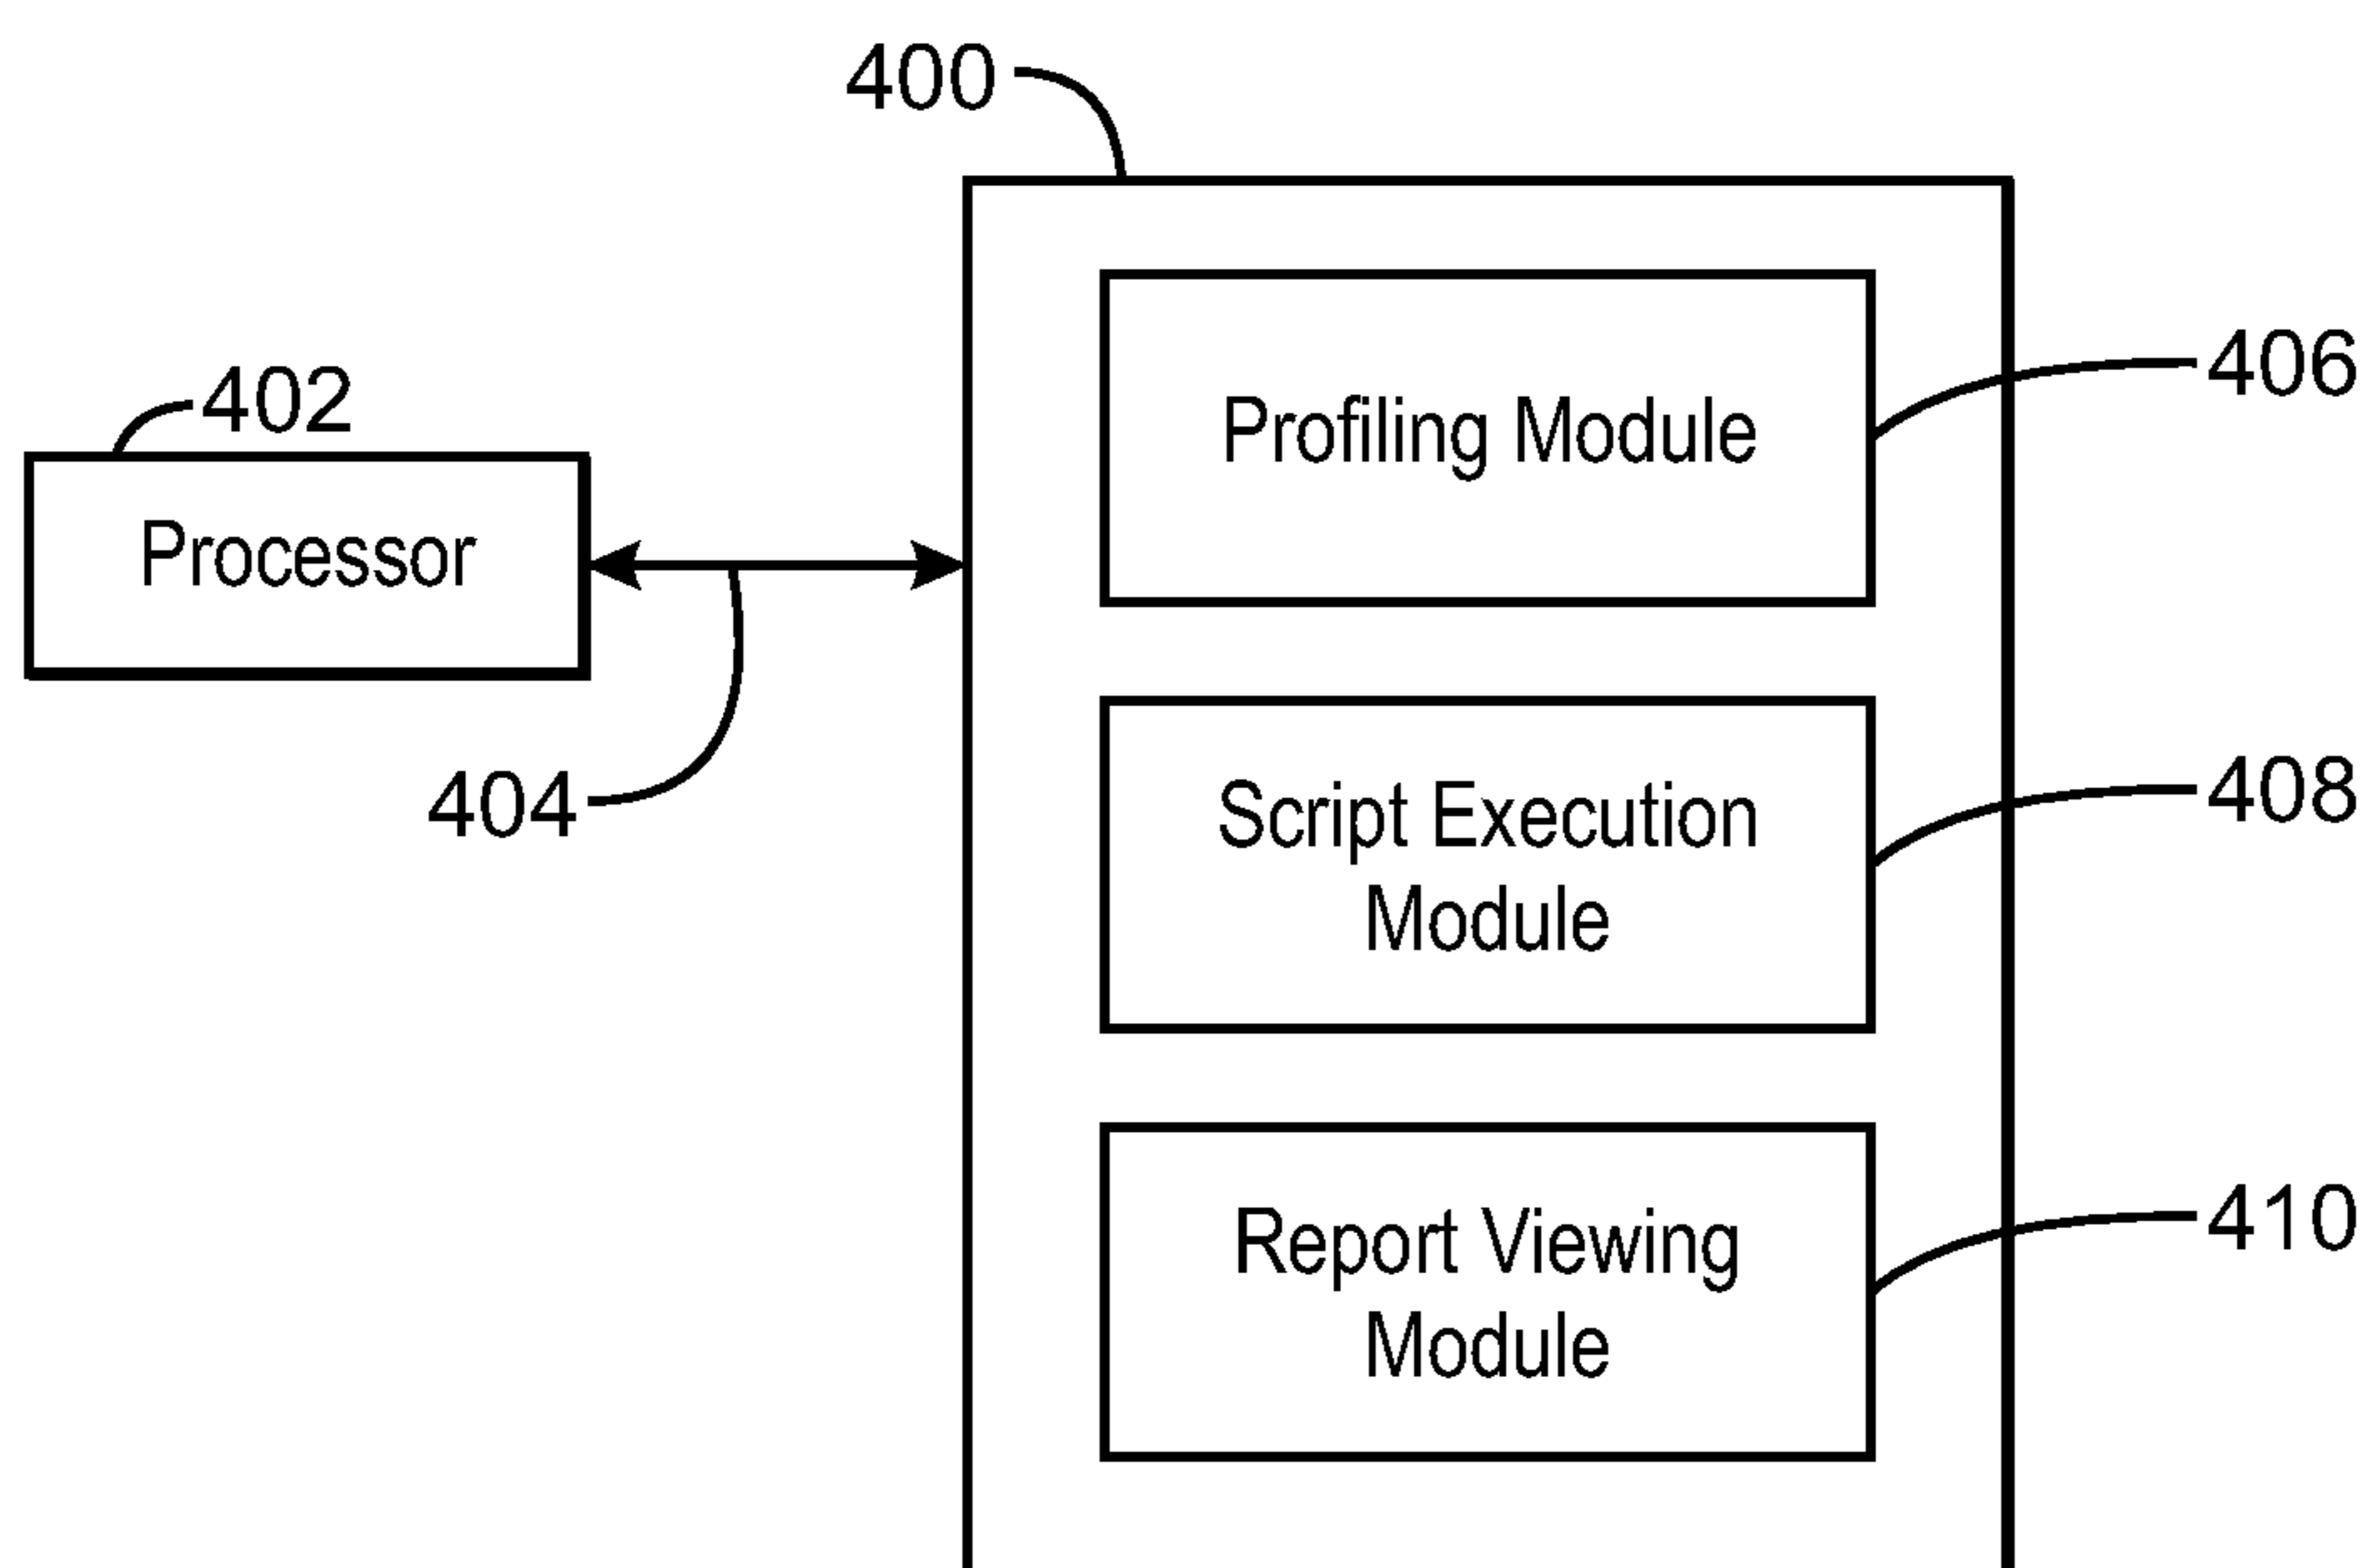 400
402
Processor
404
Profiling Module
406
Script Execution
Module
408
Report Viewing
Module
410